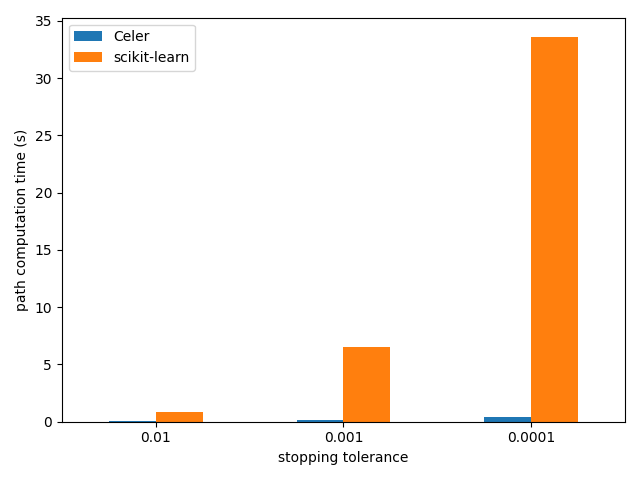 Celer
scikit-learn
path computation time (s)
35
30
25
20
15
10
5
0
0.01
0.001
0.0001
stopping tolerance